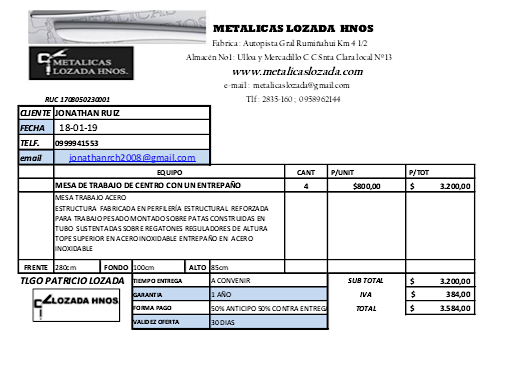 METALICAS LOZADA HNOS
Fabrica: Autopista Gral Rumiñahui Km 4 1/2
Almacén No1: Ulloa y Mercadillo C C Santa Clara local Nº13
www.metalicaslozada.com
e-mail: metalicaslozada@gmail.com
Tlf: 2835-160 ; 0958962144
METALICAS
LOZADA HNOS.
RUC 1708050230001
CLIENTE JONATHAN RUIZ
FECHA 18-01-19
TELF. 0999941553
email jonathanrch2008@gmail.com
EQUIPO CANT P/UNIT P/TOT
MESA DE TRABAJO DE CENTRO CON UN ENTREPAÑO 4 $800,00 $ 3.200,00
MESA TRABAJO ACERO
ESTRUCTURA FABRICADA EN PERFILERÍA ESTRUCTURAL REFORZADA
PARA TRABAJO PESADO MONTADO SOBRE PATAS CONSTRUIDAS EN
TUBO SUSTENTADAS SOBRE REGATONES REGULADORES DE ALTURA
TOPE SUPERIOR EN ACERO INOXIDABLE ENTREPAÑO EN ACERO
INOXIDABLE
FRENTE 280cm FONDO 100cm ALTO 85cm
TLGO PATRICIO LOZADA TIEMPO ENTREGA A CONVENIR SUB TOTAL $ 3.200,00
LOZADA HNOS. GARANTIA 1 AÑO IVA $ 384,00
FORMA PAGO 50% ANTICIPO 50% CONTRA ENTREGA TOTAL $ 3.584,00
VALIDEZ OFERTA 30 DIAS